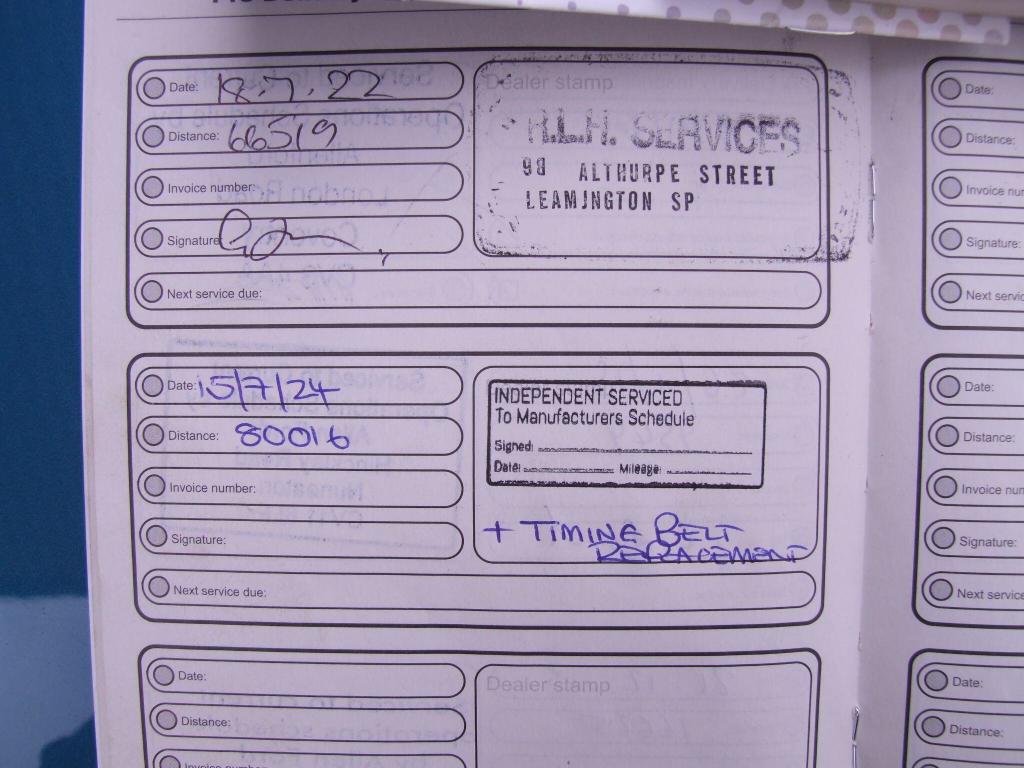 Date: 18.7.22
Distance: 66519
Invoice number:
Signature:
Next service due:
Dealer stamp
R.L.H. SERVICES
98 ALTHURPE STREET
LEAMJNGTON SP
Date: 15/7/24
Distance: 80016
Invoice number:
Signature:
Next service due:
INDEPENDENT SERVICED
To Manufacturers Schedule
Signed:
Date: Mileage:
+ TIMING BELT
REPLACEMENT
Date:
Distance:
Invoice number:
Dealer stamp
Date:
Distance:
Invoice num
Signature:
Next servic
Date:
Distance:
Invoice num
Signature:
Next service
Date:
Distance: